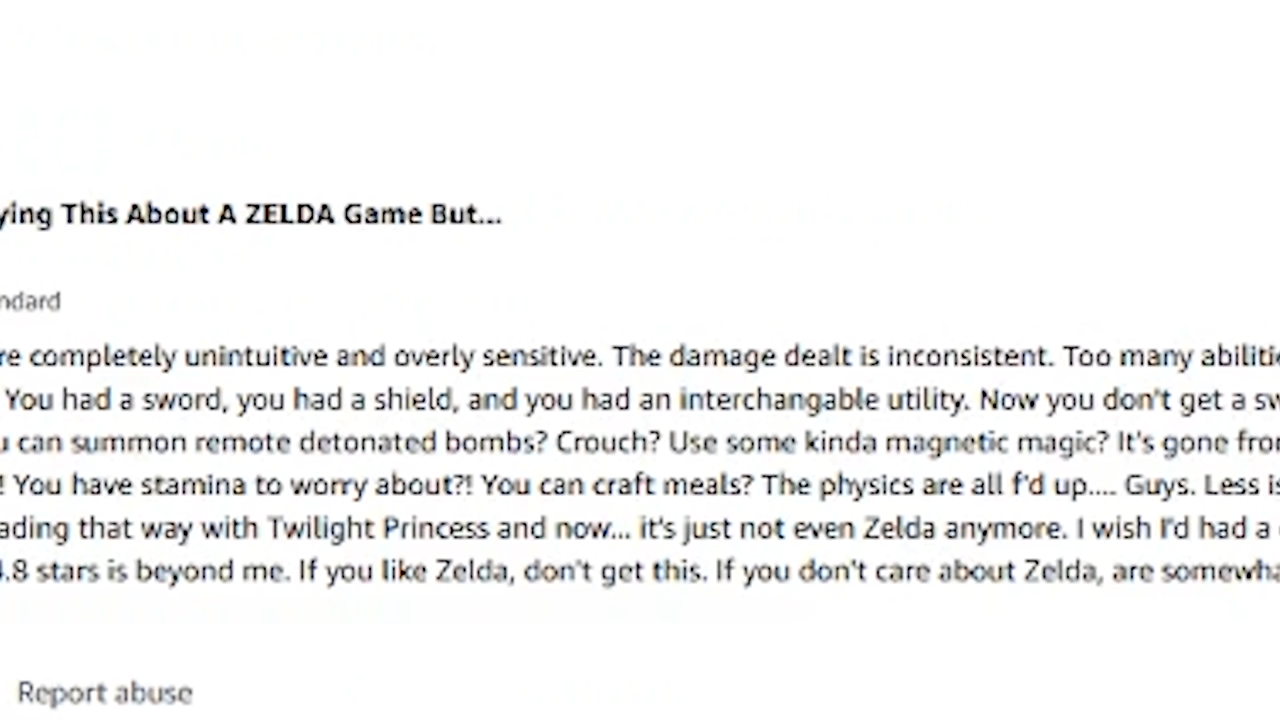 ying This About A ZELDA Game But...
ndard
re completely unintuitive and overly sensitive. The damage dealt is inconsistent. Too many abilitie
You had a sword, you had a shield, and you had an interchangable utility. Now you don't get a sw
u can summon remote detonated bombs? Crouch? Use some kinda magnetic magic? It's gone fror
! You have stamina to worry about?! You can craft meals? The physics are all f'd up.... Guys. Less is
ading that way with Twilight Princess and now... it's just not even Zelda anymore. I wish I'd had a
4.8 stars is beyond me. If you like Zelda, don't get this. If you don't care about Zelda, are somewha
Report abuse